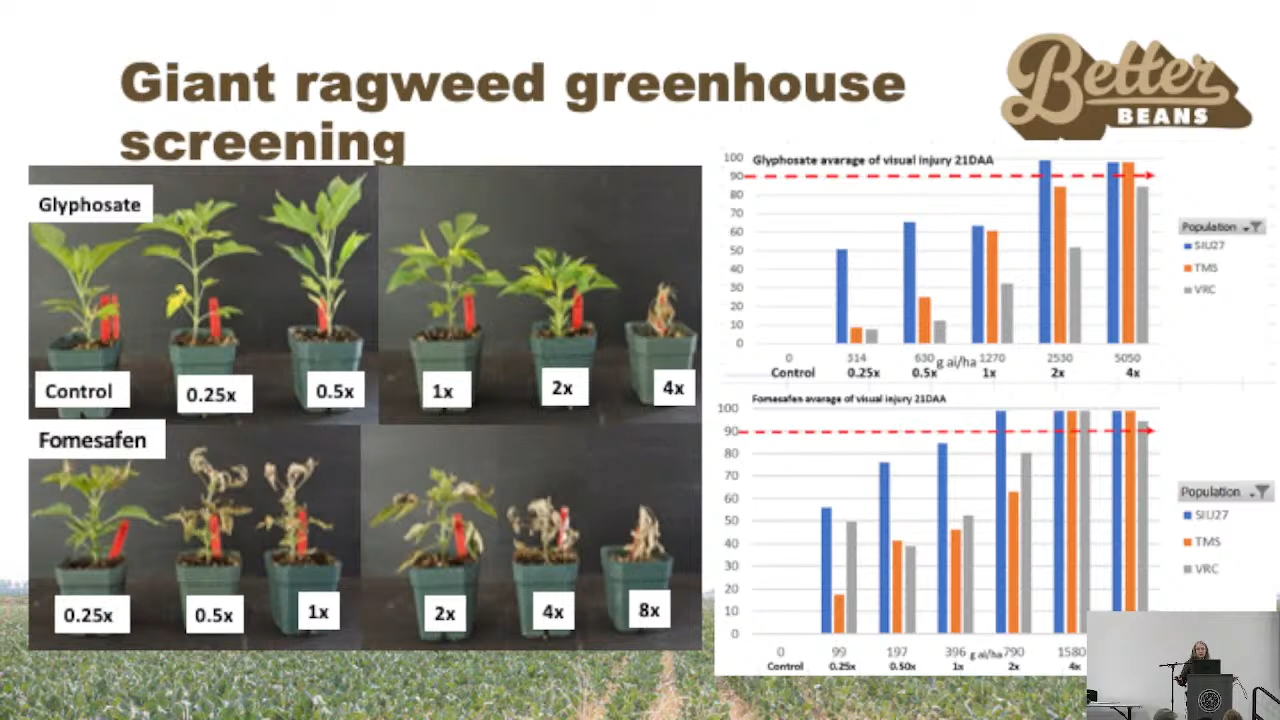 Giant ragweed greenhouse
screening
Better
BEANS
Glyphosate
Control
0.25x
0.5x
1x
2x
4x
Fomesafen
0.25x
0.5x
1x
2x
4x
8x
Glyphosate avarage of visual injury 21DAA
100
90
80
70
60
50
40
30
20
10
0
0 314 630 g ai/ha 1270 2530 5050
Control 0.25x 0.5x 1x 2x 4x
Population
SIU27
TMS
VRC
Fomesafen avarage of visual injury 21DAA
100
90
80
70
60
50
40
30
20
10
0
0 99 197 396 g ai/ha 790 1580
Control 0.25x 0.50x 1x 2x 4x
Population
SIU27
TMS
VRC